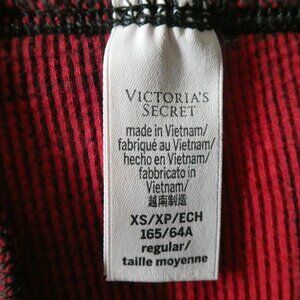 VICTORIA'S
SECRET
made in Vietnam/
fabriqué au Vietnam/
hecho en Vietnam/
fabbricato in
Vietnam/
越南制造
XS/XP/ECH
165/64A
regular/
taille moyenne